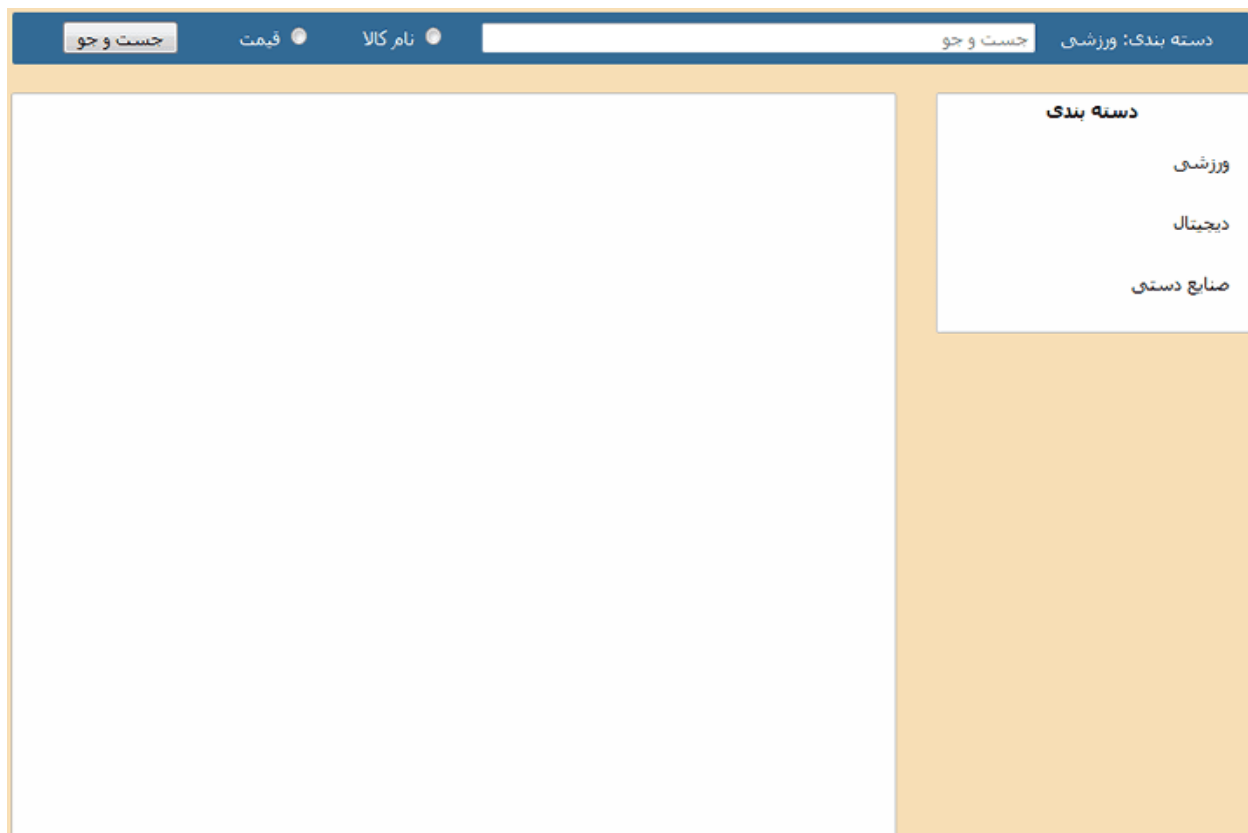 دسته بندی: ورزشی جست و جو نام کالا قیمت جست و جو
دسته بندی
ورزشی
دیجیتال
صنایع دستی